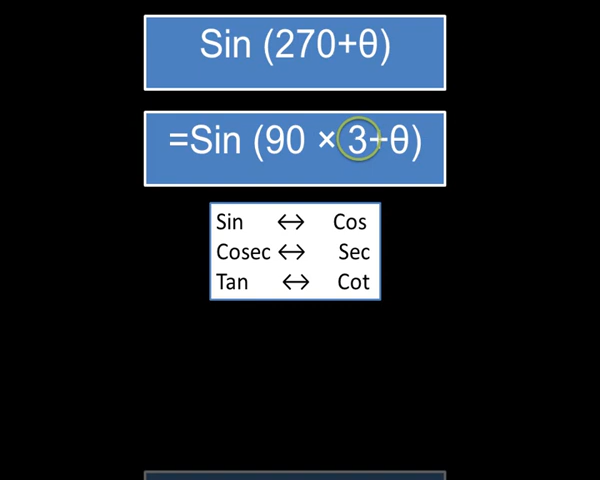 Sin (270+θ)
=Sin (90 × 3+θ)
Sin ↔ Cos
Cosec ↔ Sec
Tan ↔ Cot